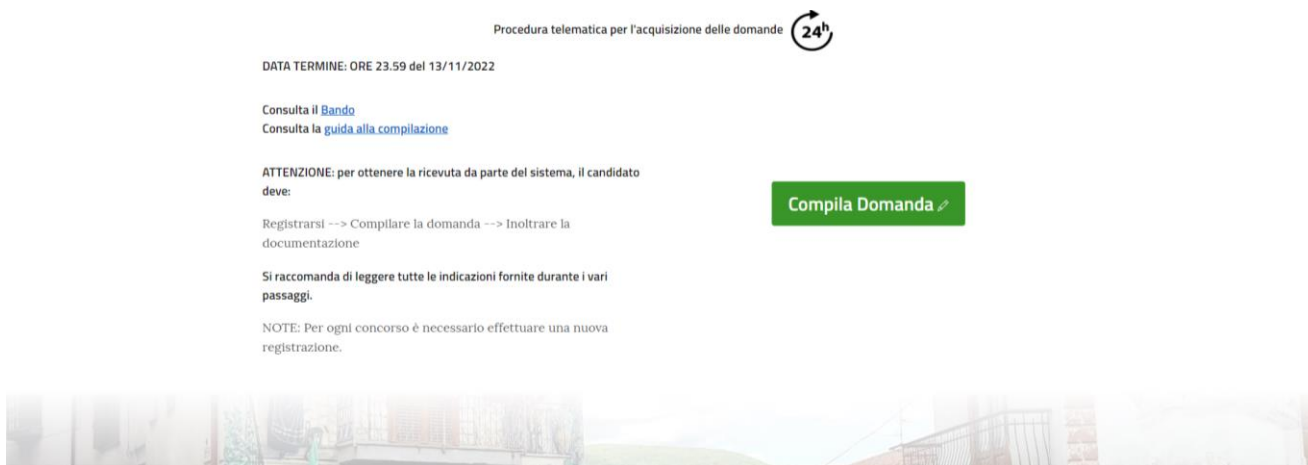 Procedura telematica per l'acquisizione delle domande 24h
DATA TERMINE: ORE 23.59 del 13/11/2022
Consulta il Bando
Consulta la guida alla compilazione
ATTENZIONE: per ottenere la ricevuta da parte del sistema, il candidato
deve:
Compila Domanda
Registrarsi --> Compilare la domanda --> Inoltrare la
documentazione
Si raccomanda di leggere tutte le indicazioni fornite durante i vari
passaggi.
NOTE: Per ogni concorso è necessario effettuare una nuova
registrazione.